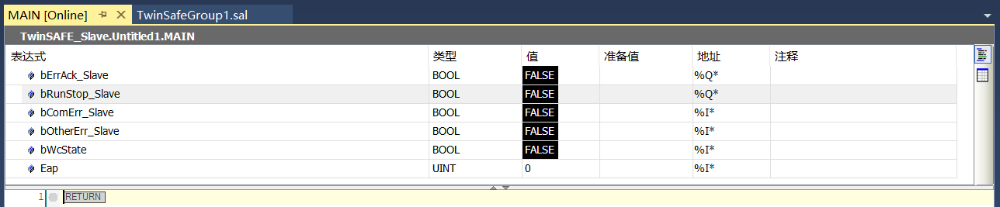 MAIN [Online] TwinSafeGroup1.sal
TwinSAFE_Slave.Untitled1.MAIN
表达式 类型 值 准备值 地址 注释
bErrAck_Slave BOOL FALSE %Q*
bRunStop_Slave BOOL FALSE %Q*
bComErr_Slave BOOL FALSE %I*
bOtherErr_Slave BOOL FALSE %I*
bWcState BOOL FALSE %I*
Eap UINT 0 %I*
1 RETURN